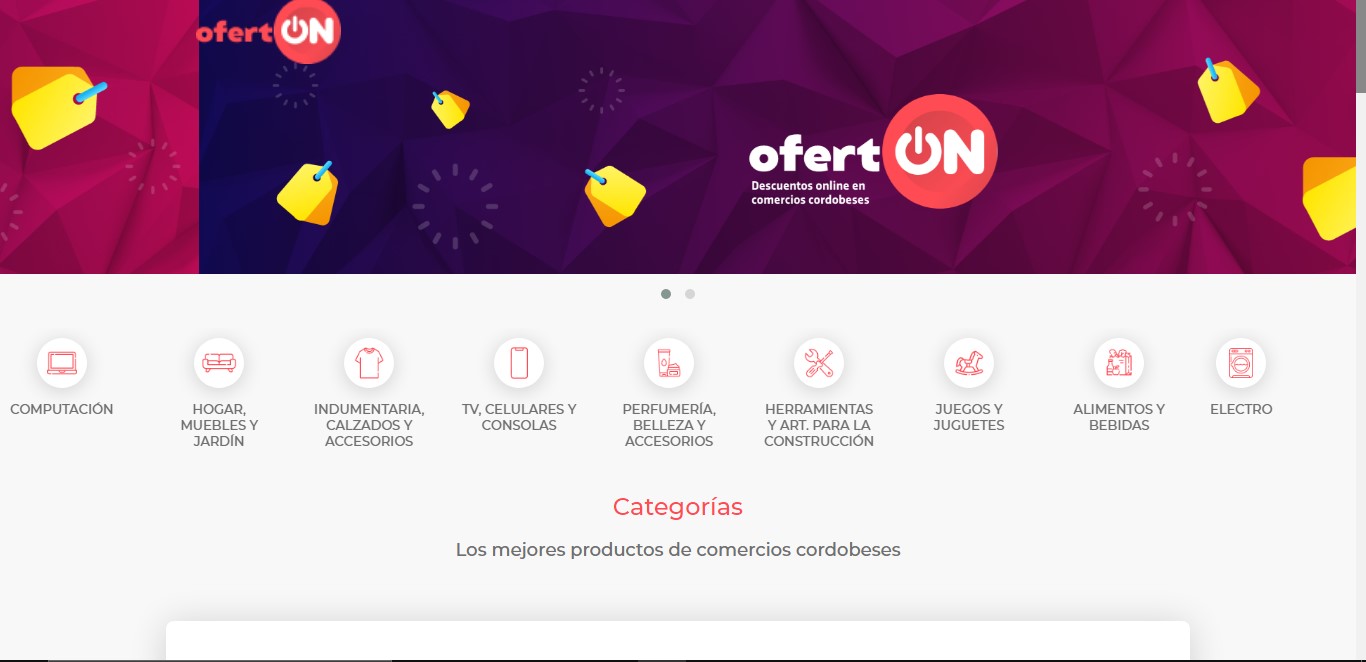 ofertON
ofertON
Descuentos online en
comercios cordobeses
COMPUTACIÓN
HOGAR,
MUEBLES Y
JARDÍN
INDUMENTARIA,
CALZADOS Y
ACCESORIOS
TV, CELULARES Y
CONSOLAS
PERFUMERÍA,
BELLEZA Y
ACCESORIOS
HERRAMIENTAS
Y ART. PARA LA
CONSTRUCCIÓN
JUEGOS Y
JUGUETES
ALIMENTOS Y
BEBIDAS
ELECTRO
Categorías
Los mejores productos de comercios cordobeses